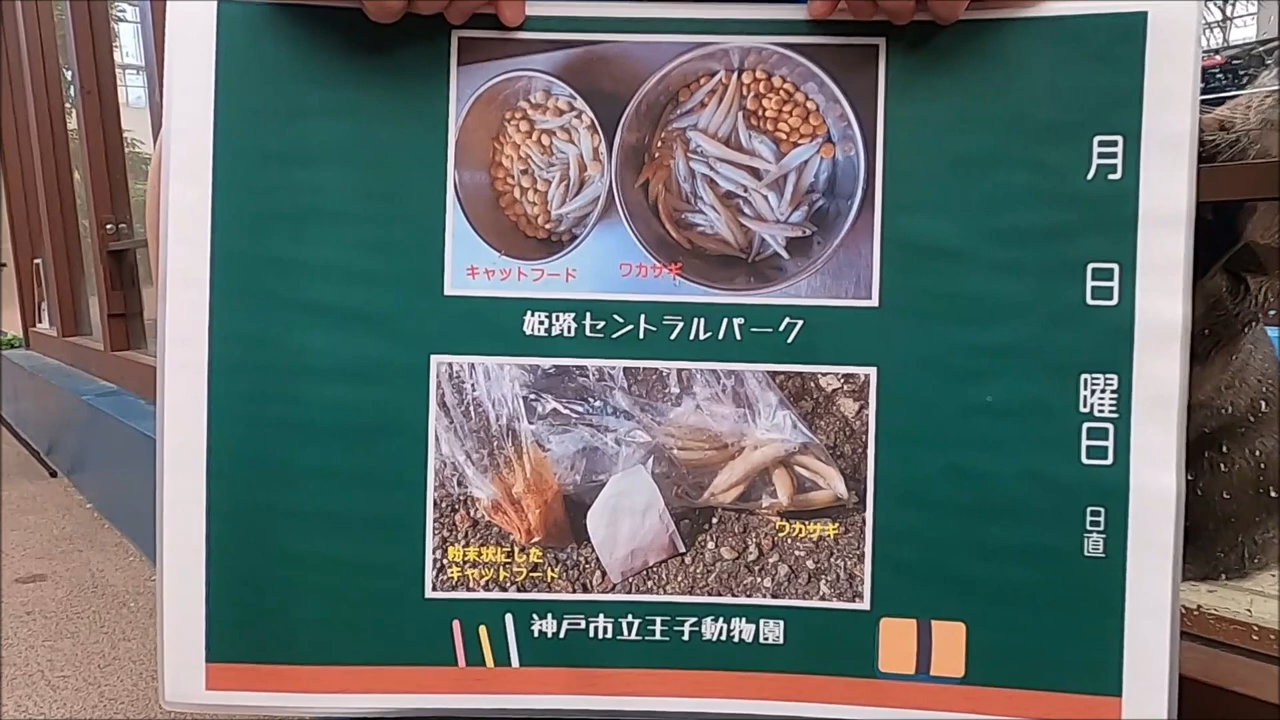 キャットフード
ワカサギ
姫路セントラルパーク
粉末状にした
キャットフード
ワカサギ
神戸市立王子動物園
月
日
曜日
日直